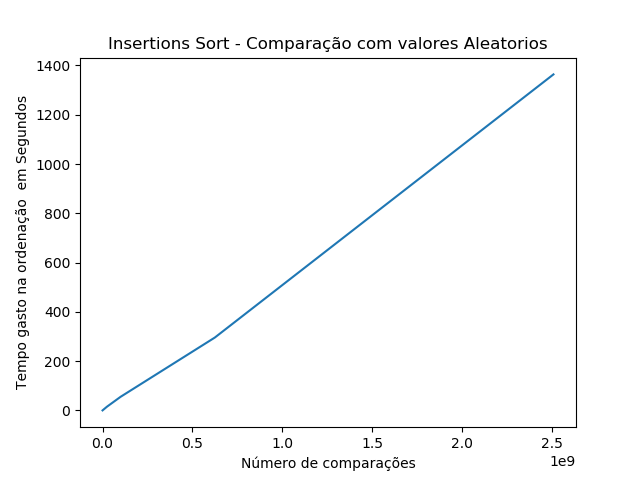 Insertions Sort - Comparação com valores Aleatorios
Tempo gasto na ordenação  em Segundos
1400
1200
1000
800
600
400
200
0
0.0 0.5 1.0 1.5 2.0 2.5
1e9
Número de comparações